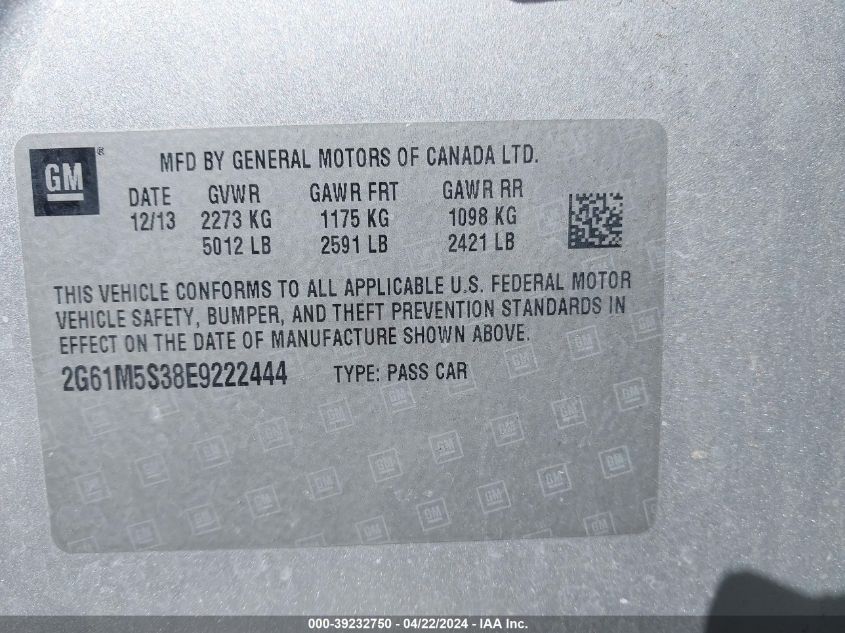 GM®
MFD BY GENERAL MOTORS OF CANADA LTD.
DATE GVWR GAWR FRT GAWR RR
12/13 2273 KG 1175 KG 1098 KG
5012 LB 2591 LB 2421 LB
THIS VEHICLE CONFORMS TO ALL APPLICABLE U.S. FEDERAL MOTOR
VEHICLE SAFETY, BUMPER, AND THEFT PREVENTION STANDARDS IN
EFFECT ON THE DATE OF MANUFACTURE SHOWN ABOVE.
2G61M5S38E9222444 TYPE: PASS CAR
000-39232750 - 04/22/2024 - IAA Inc.